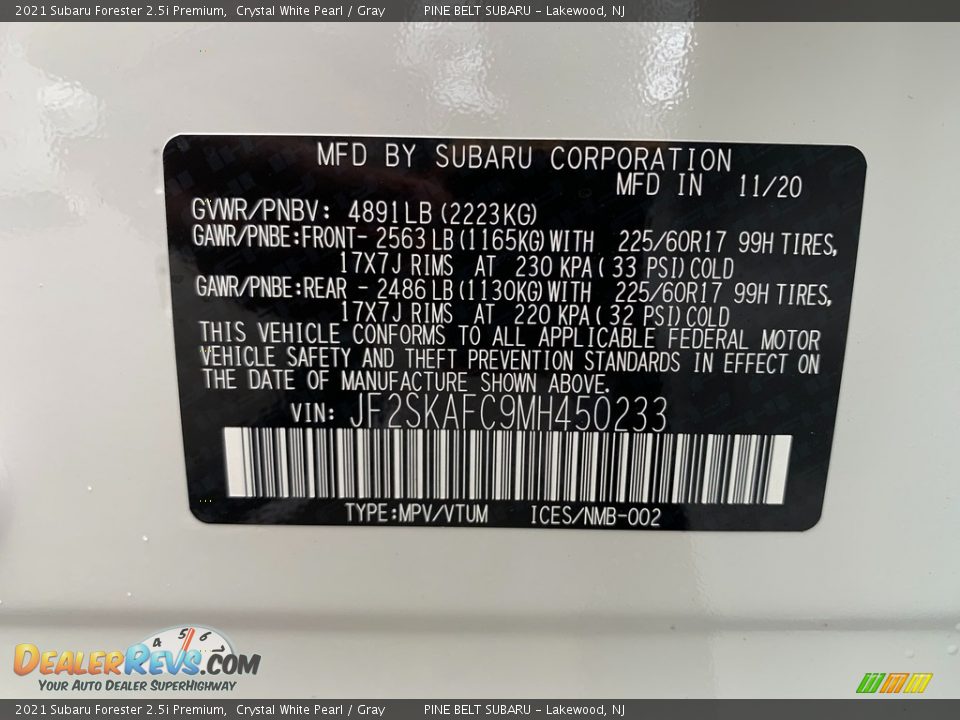 2021 Subaru Forester 2.5i Premium, Crystal White Pearl / Gray PINE BELT SUBARU - Lakewood, NJ
MFD BY SUBARU CORPORATION
MFD IN 11/20
GVWR/PNBV: 4891LB (2223KG)
GAWR/PNBE:FRONT- 2563 LB (1165KG) WITH 225/60R17 99H TIRES,
17X7J RIMS AT 230 KPA ( 33 PSI) COLD
GAWR/PNBE:REAR - 2486 LB (1130KG) WITH 225/60R17 99H TIRES,
17X7J RIMS AT 220 KPA ( 32 PSI) COLD
THIS VEHICLE CONFORMS TO ALL APPLICABLE FEDERAL MOTOR
VEHICLE SAFETY AND THEFT PREVENTION STANDARDS IN EFFECT ON
THE DATE OF MANUFACTURE SHOWN ABOVE.
VIN: JF2SKAFC9MH450233
TYPE:MPV/VTUM ICES/NMB-002
4 5 6 7
DEALERREVS.COM
YOUR AUTO DEALER SUPERHIGHWAY
2021 Subaru Forester 2.5i Premium, Crystal White Pearl / Gray PINE BELT SUBARU - Lakewood, NJ